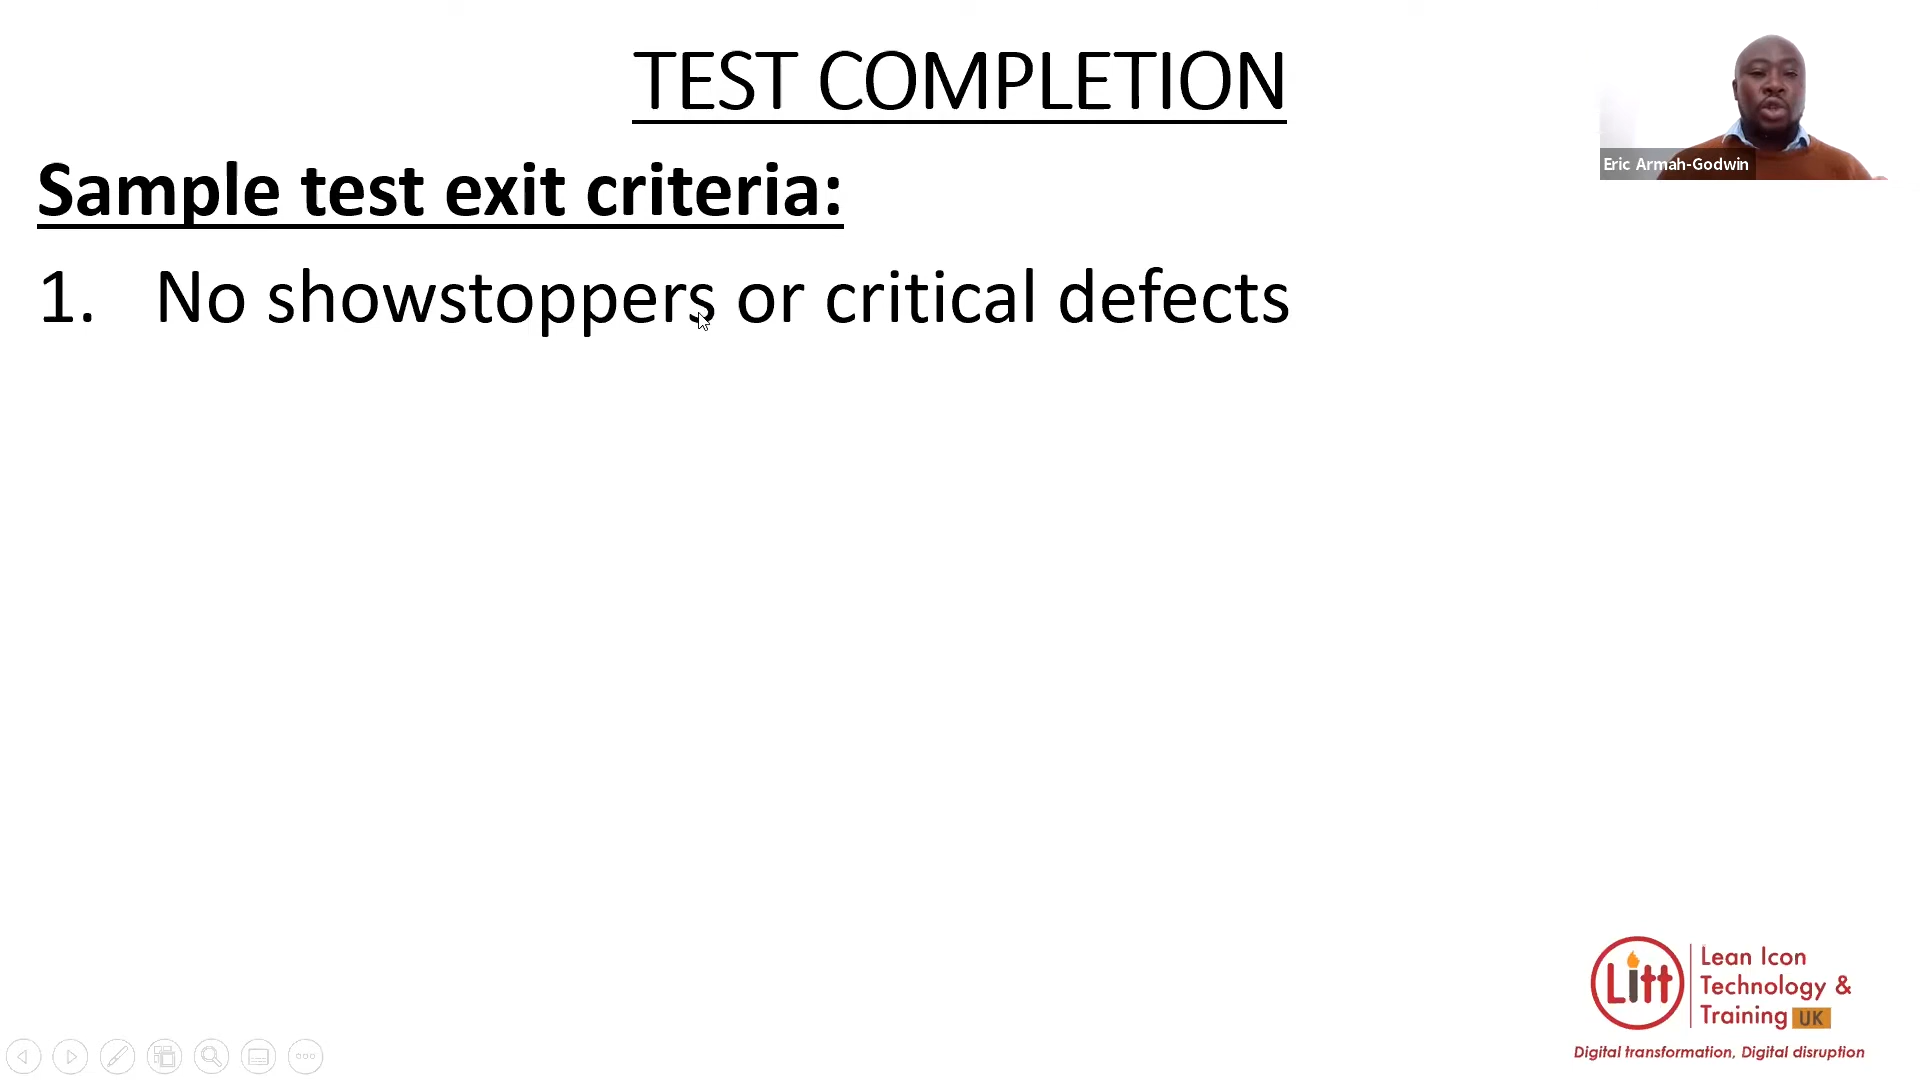 TEST COMPLETION
Eric Armah-Godwin
Sample test exit criteria:
1. No showstoppers or critical defects
Litt
Lean Icon
Technology &
Training UK
Digital transformation, Digital disruption